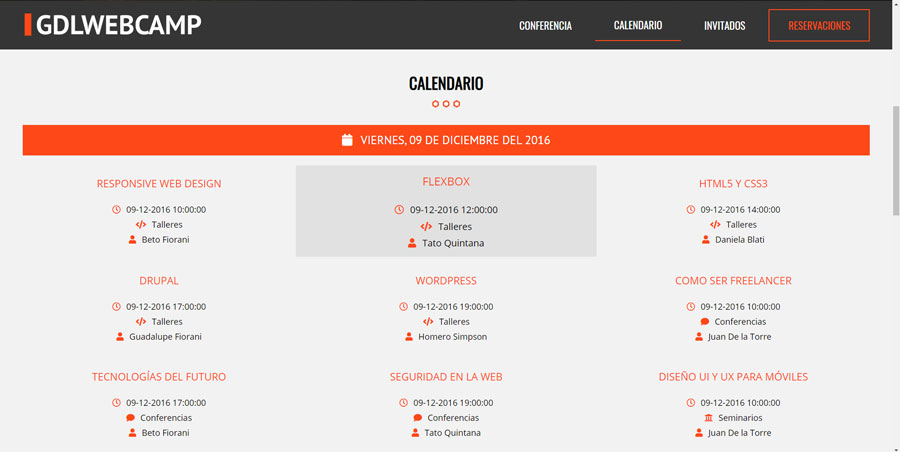 GDLWEBCAMP
CONFERENCIA
CALENDARIO
INVITADOS
RESERVACIONES
CALENDARIO
VIERNES, 09 DE DICIEMBRE DEL 2016
RESPONSIVE WEB DESIGN
09-12-2016 10:00:00
Talleres
Beto Fiorani
FLEXBOX
09-12-2016 12:00:00
Talleres
Tato Quintana
HTML5 Y CSS3
09-12-2016 14:00:00
Talleres
Daniela Blati
DRUPAL
09-12-2016 17:00:00
Talleres
Guadalupe Fiorani
WORDPRESS
09-12-2016 19:00:00
Talleres
Homero Simpson
COMO SER FREELANCER
09-12-2016 10:00:00
Conferencias
Juan De la Torre
TECNOLOGÍAS DEL FUTURO
09-12-2016 17:00:00
Conferencias
Beto Fiorani
SEGURIDAD EN LA WEB
09-12-2016 19:00:00
Conferencias
Tato Quintana
DISEÑO UI Y UX PARA MÓVILES
09-12-2016 10:00:00
Seminarios
Juan De la Torre